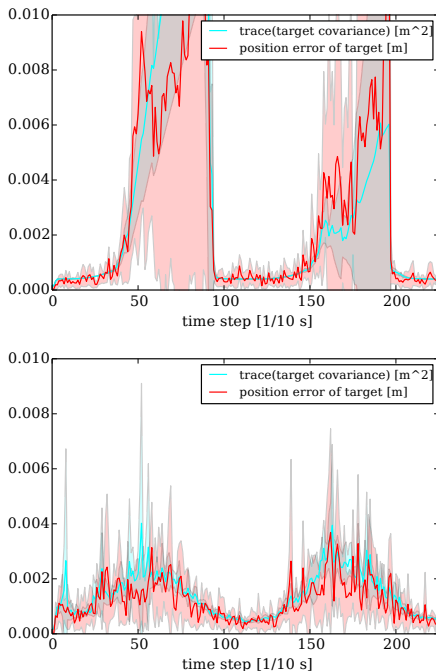 0.010
trace(target covariance) [m^2]
position error of target [m]
0.008
0.006
0.004
0.002
0.000
0 50 100 150 200
time step [1/10 s]
0.010
trace(target covariance) [m^2]
position error of target [m]
0.008
0.006
0.004
0.002
0.000
0 50 100 150 200
time step [1/10 s]